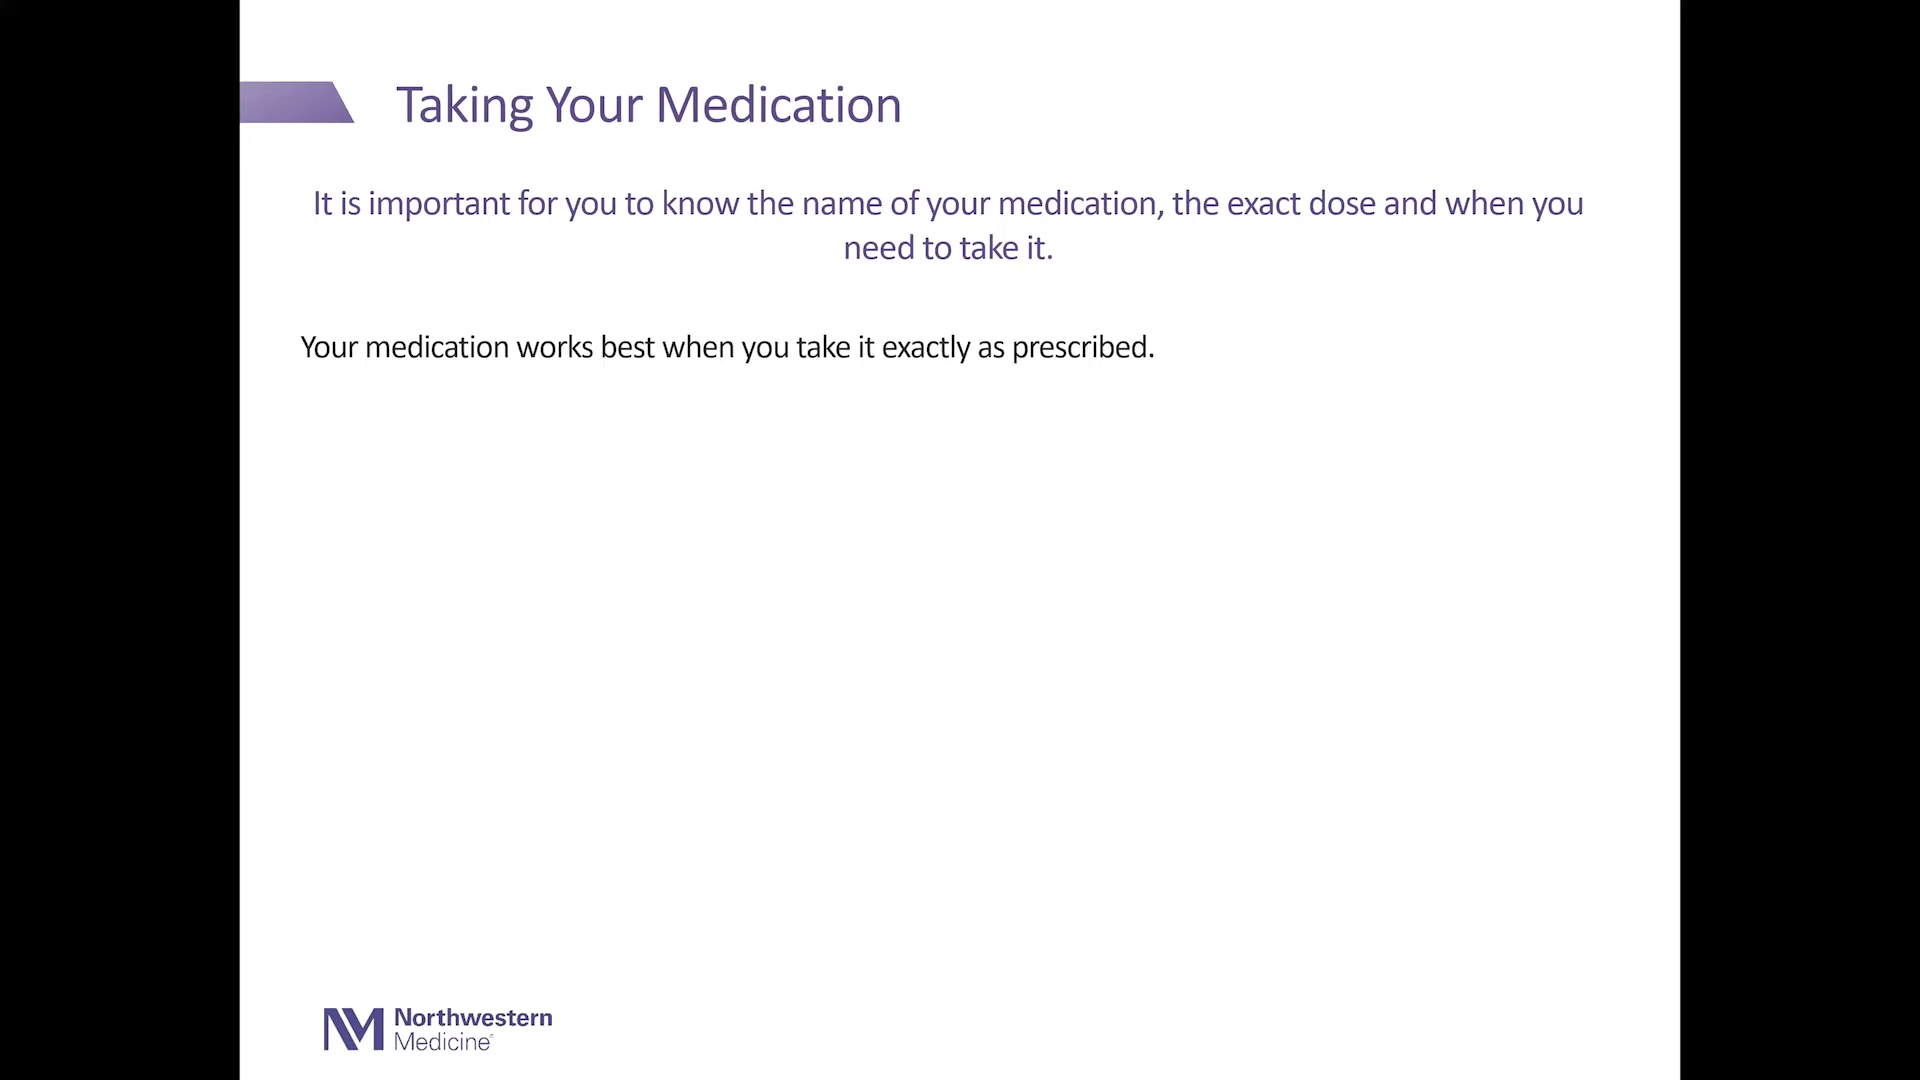 Taking Your Medication
It is important for you to know the name of your medication, the exact dose and when you
need to take it.
Your medication works best when you take it exactly as prescribed.
NM Northwestern
Medicine®